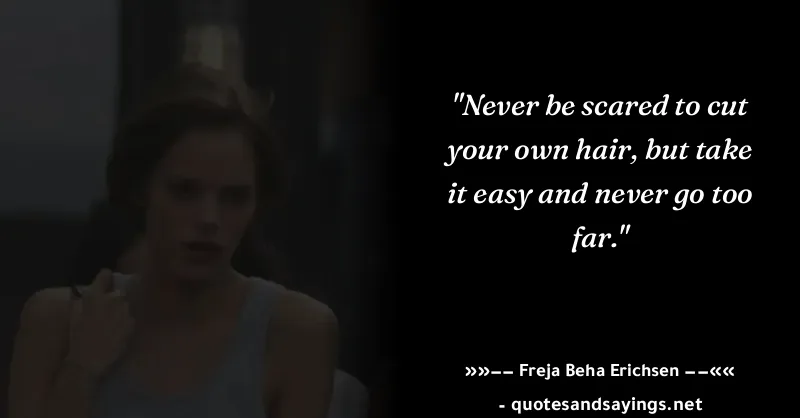 "Never be scared to cut
your own hair, but take
it easy and never go too
far."
»»−− Freja Beha Erichsen −−««
- quotesandsayings.net